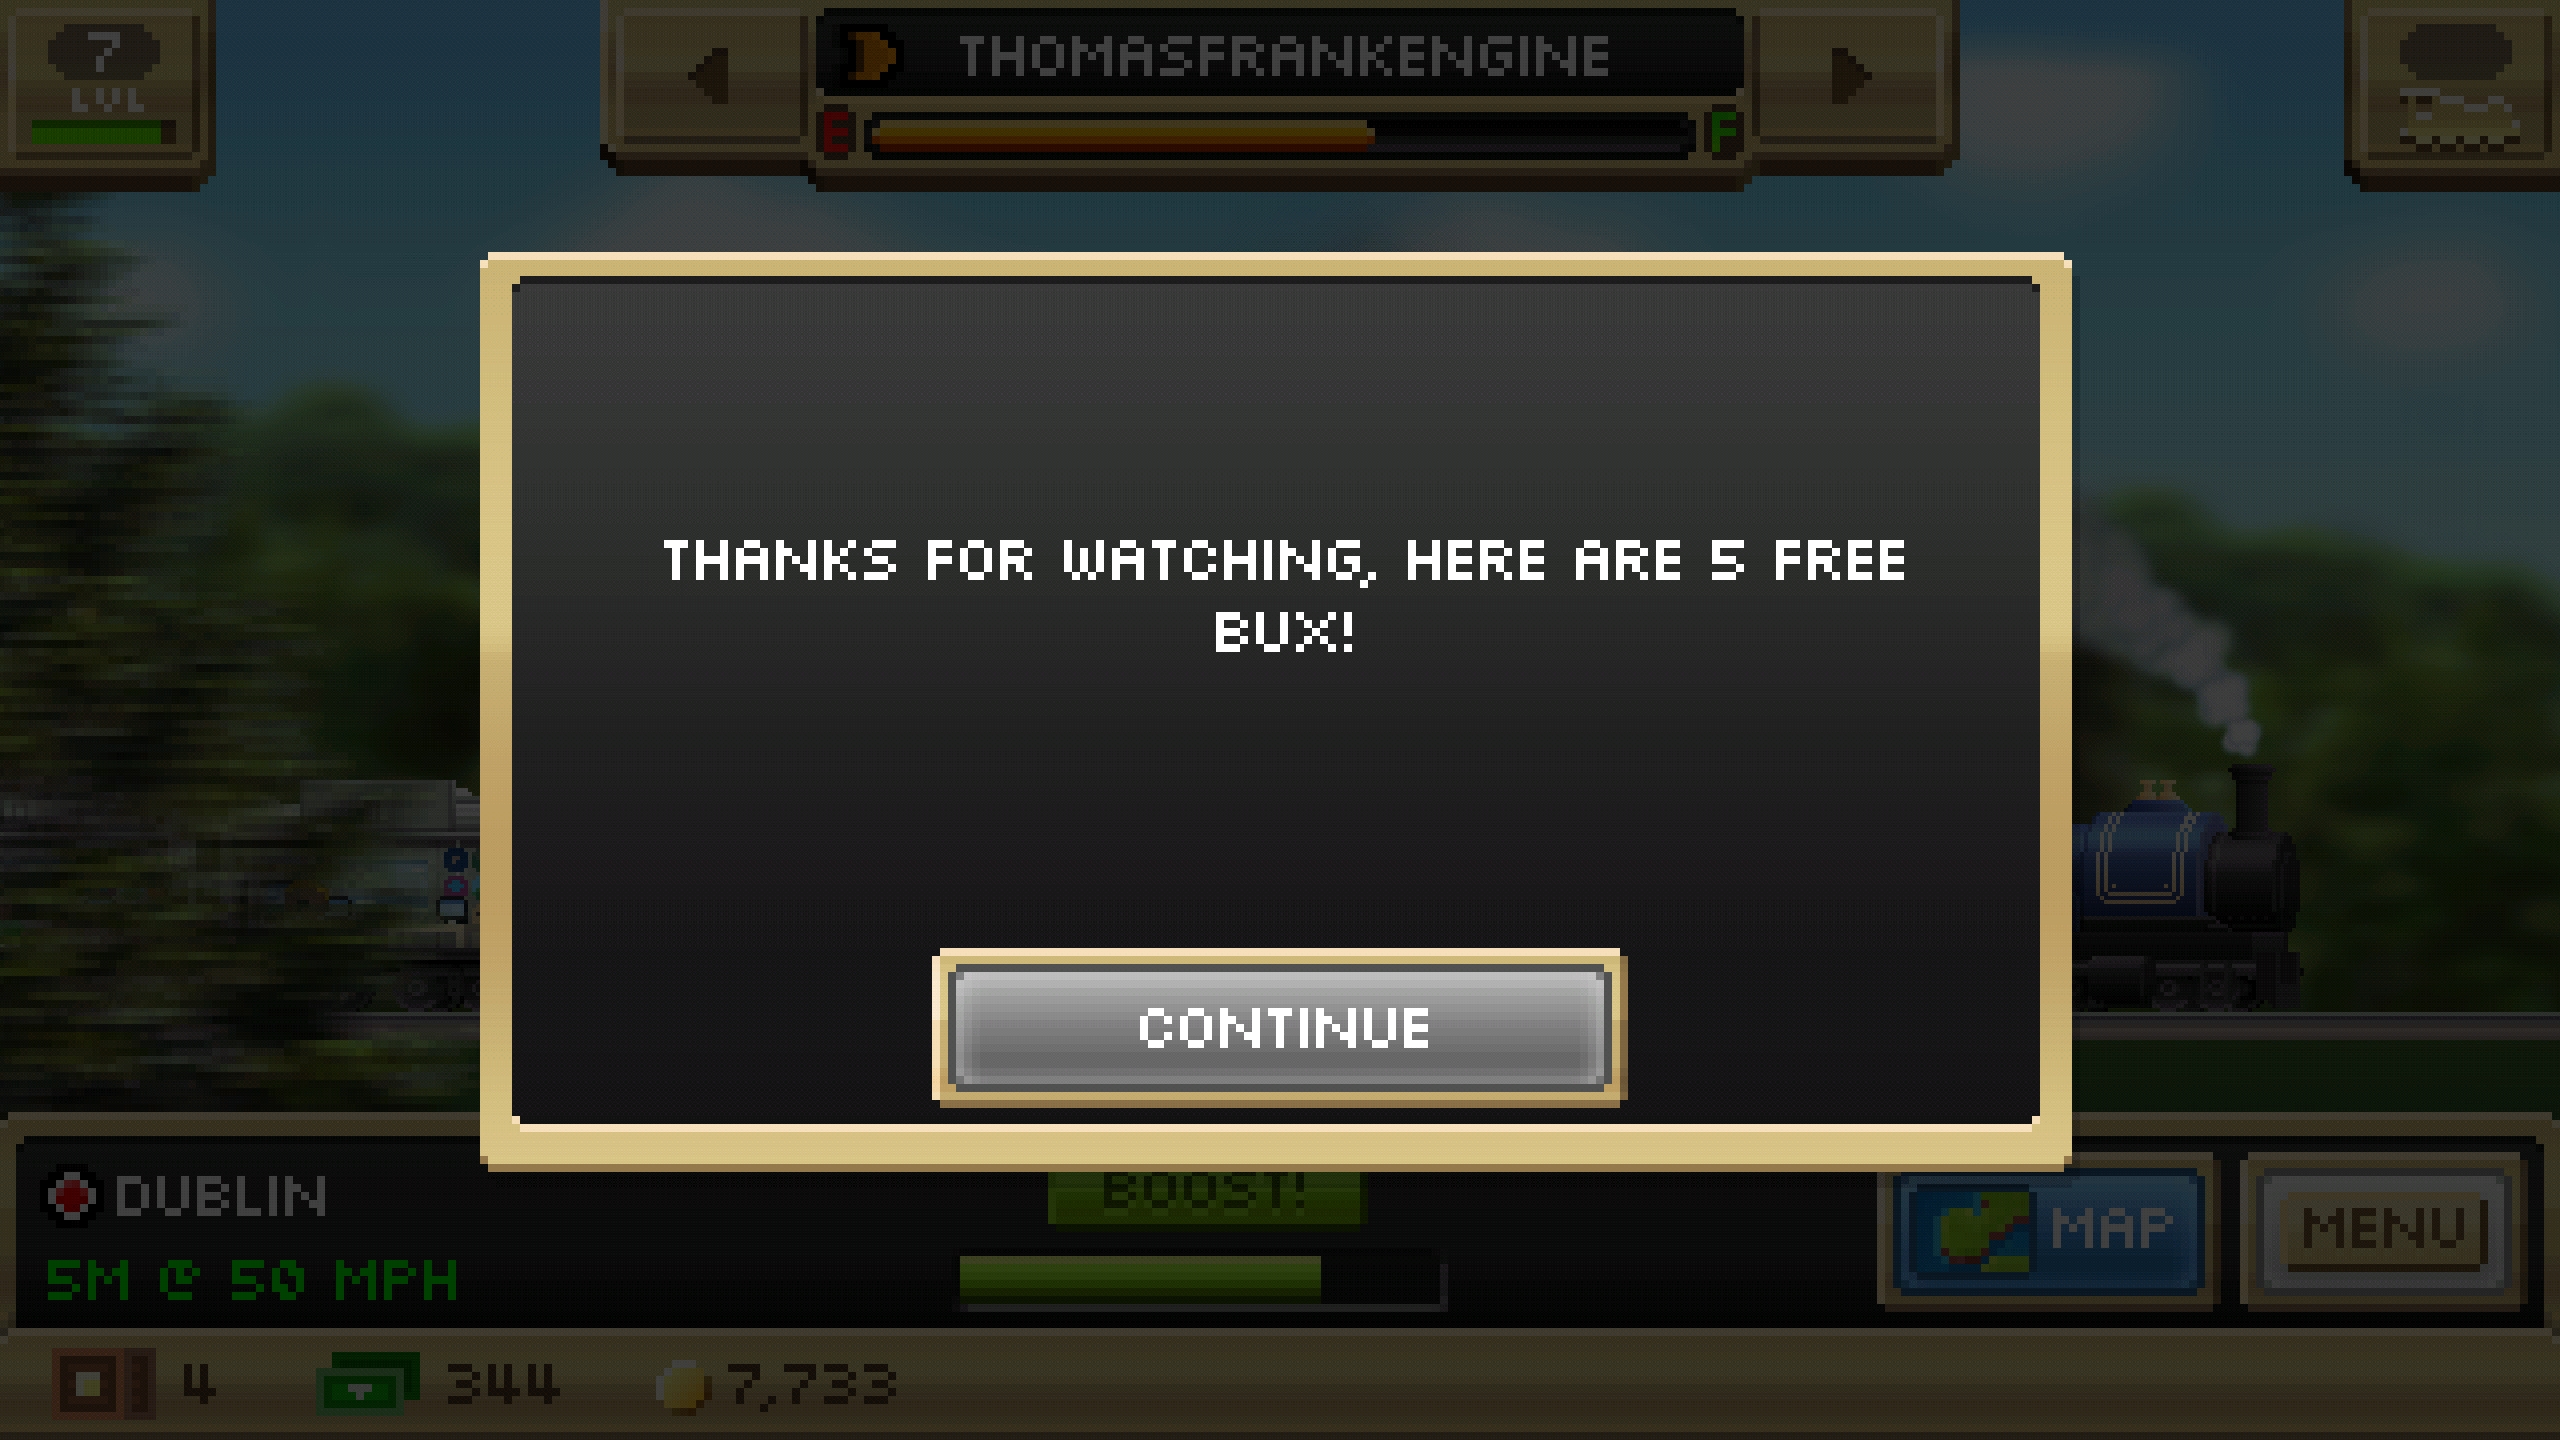 7
LVL
THOMASFRANKENGINE
E
F
THANKS FOR WATCHING, HERE ARE 5 FREE
BUX!
CONTINUE
DUBLIN
5M @ 50 MPH
BOOST!
MAP
MENU
4
344
7,733